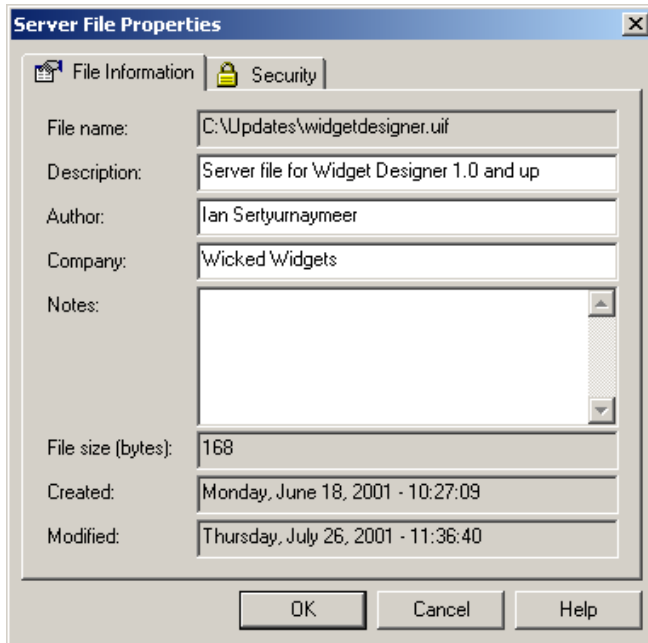 Server File Properties
File Information
Security
File name: C:\Updates\widgetdesigner.uif
Description: Server file for Widget Designer 1.0 and up
Author: Ian Sertyurnaymeer
Company: Wicked Widgets
Notes:
File size (bytes): 168
Created: Monday, June 18, 2001 - 10:27:09
Modified: Thursday, July 26, 2001 - 11:36:40
OK Cancel Help